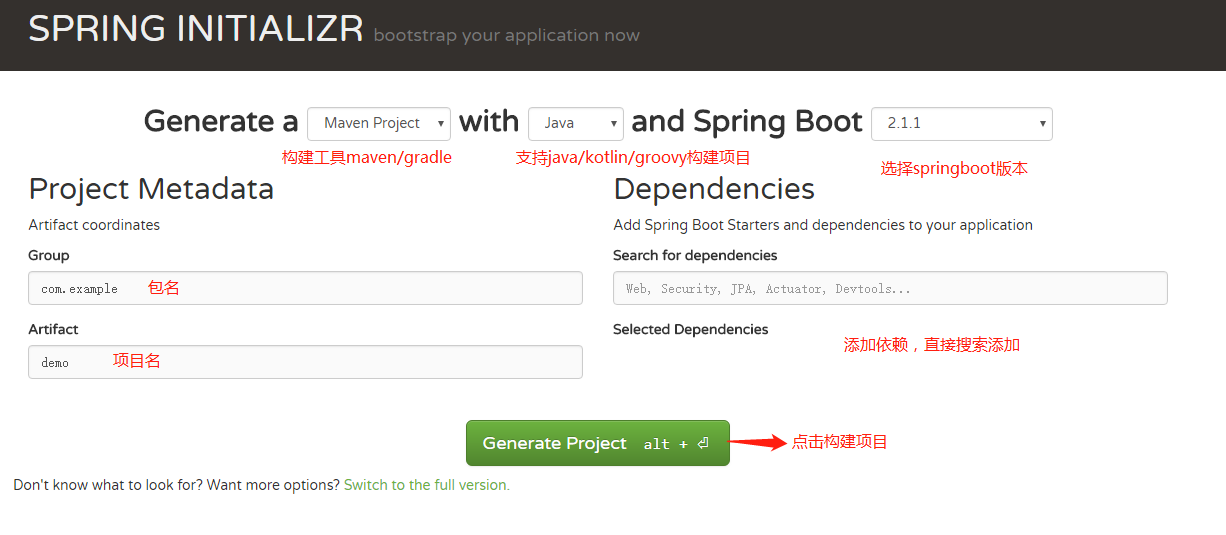 SPRING INITIALIZR bootstrap your application now
Generate a Maven Project with Java and Spring Boot 2.1.1
构建工具maven/gradle 支持java/kotlin/groovy构建项目 选择springboot版本
Project Metadata
Artifact coordinates
Group
com.example 包名
Artifact
demo 项目名
Dependencies
Add Spring Boot Starters and dependencies to your application
Search for dependencies
Web, Security, JPA, Actuator, Devtools...
Selected Dependencies
添加依赖，直接搜索添加
Generate Project alt + ⏎ 点击构建项目
Don't know what to look for? Want more options? Switch to the full version.